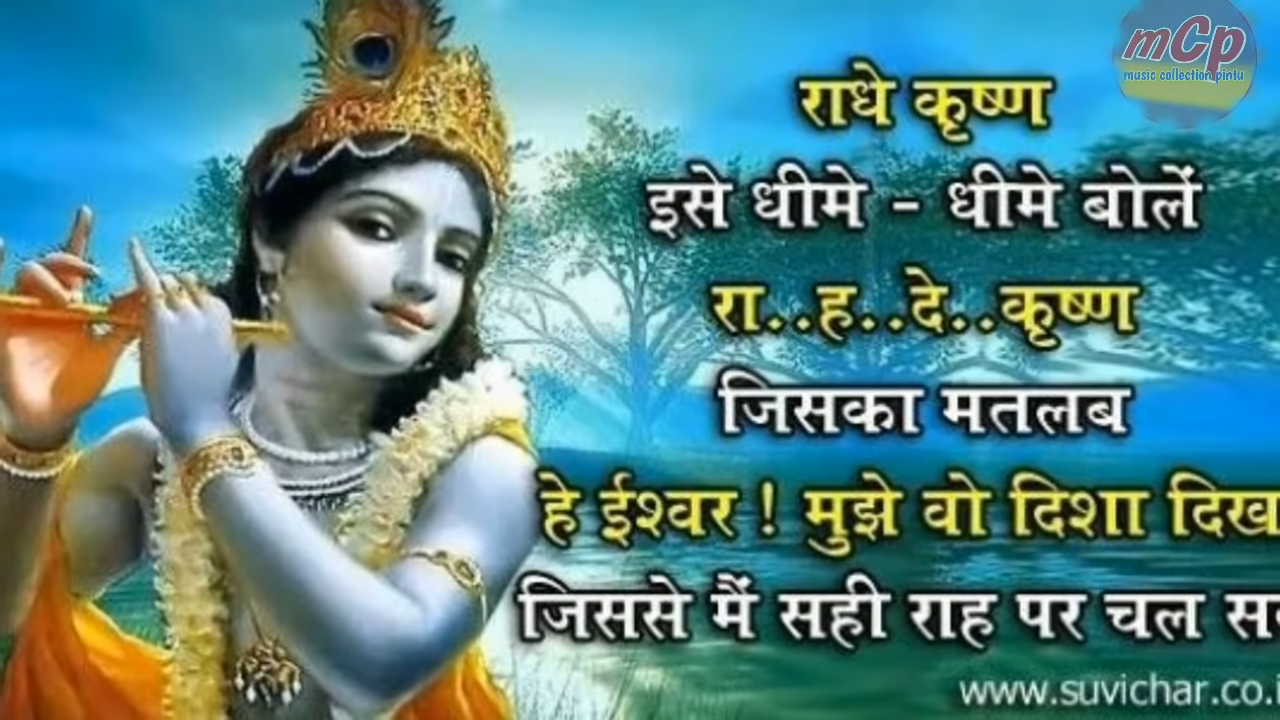 mCp
music collection pintu
राधे कृष्ण
इसे धीमे - धीमे बोलें
रा..ह..दे..कृष्ण
जिसका मतलब
हे ईश्वर ! मुझे वो दिशा दिख
जिससे मैं सही राह पर चल स
www.suvichar.co.i